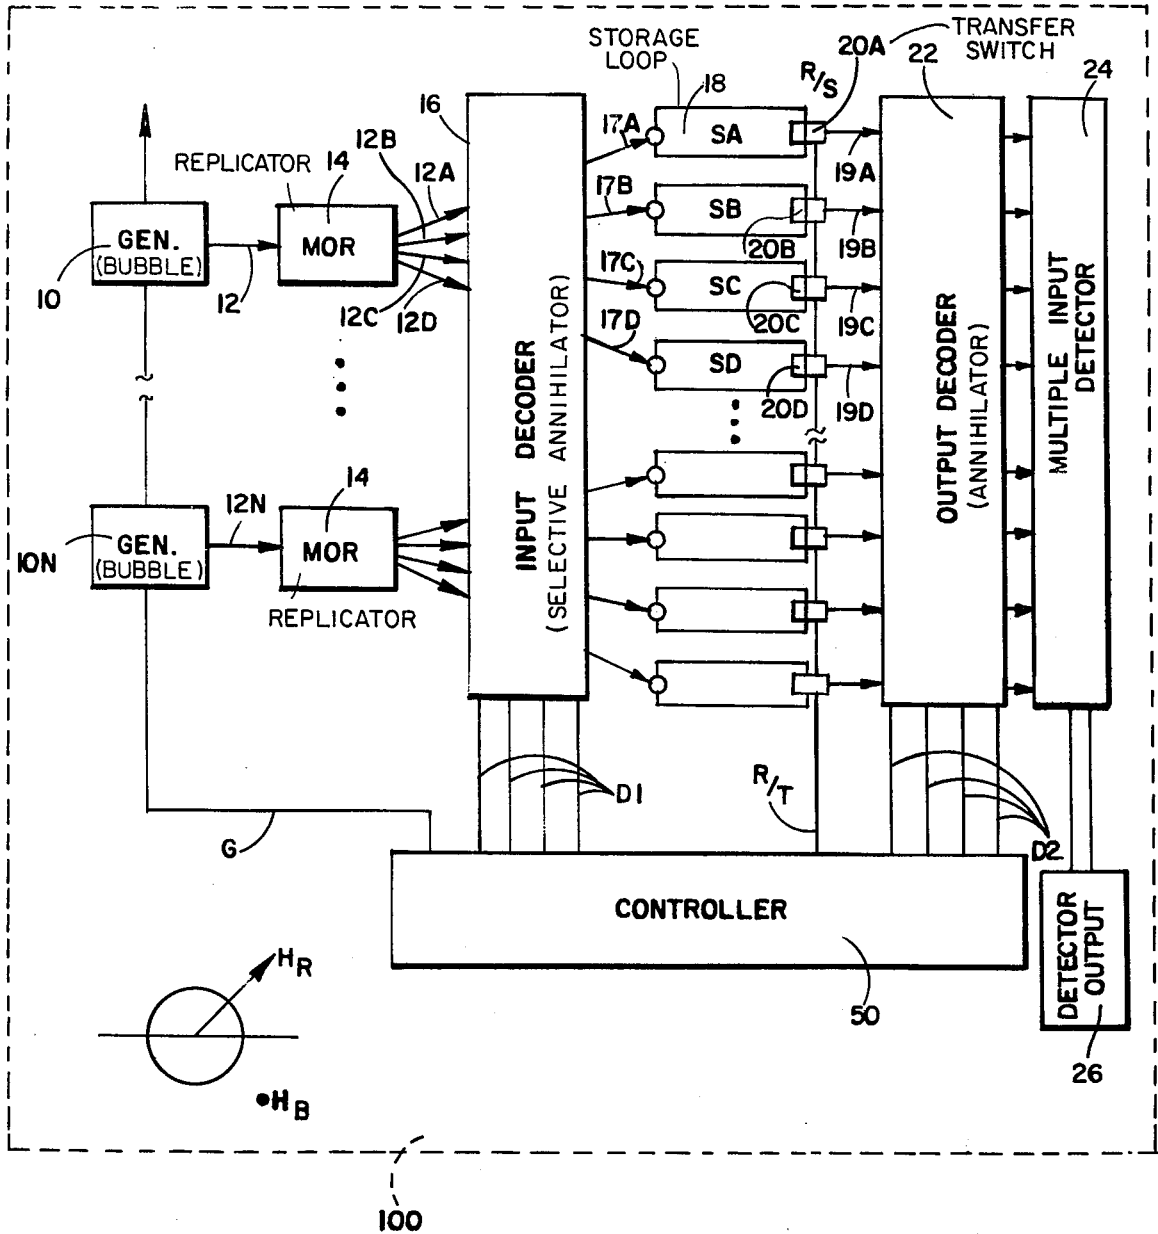 STORAGE
LOOP
TRANSFER
SWITCH
20A
R/S
22
24
16
18
17A
SA
19A
REPLICATOR
14
12B
12A
GEN.
(BUBBLE)
10
12
MOR
12C
12D
17B
SB
20B
19B
17C
SC
20C
19C
17D
SD
20D
19D
INPUT DECODER
(SELECTIVE ANNIHILATOR)
OUTPUT DECODER
(ANNIHILATOR)
MULTIPLE INPUT
DETECTOR
14
12N
GEN.
(BUBBLE)
10N
MOR
REPLICATOR
D1
R/T
D2
G
CONTROLLER
50
DETECTOR
OUTPUT
26
HR
HB
100